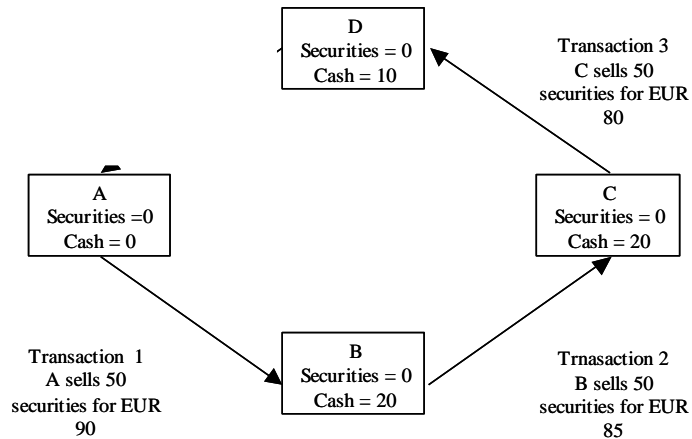 D
Securities = 0
Cash = 10
Transaction 3
C sells 50
securities for EUR
80
A
Securities =0
Cash = 0
C
Securities = 0
Cash = 20
Transaction 1
A sells 50
securities for EUR
90
B
Securities = 0
Cash = 20
Trnasaction 2
B sells 50
securities for EUR
85